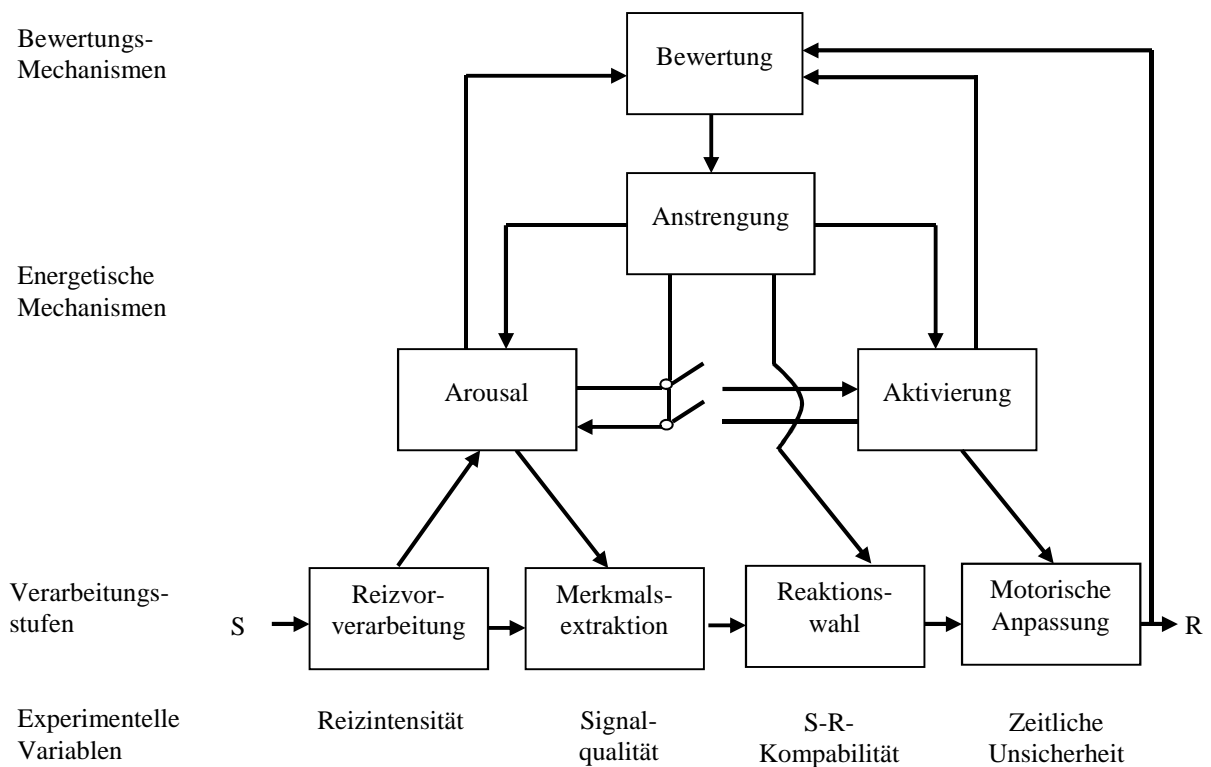 Bewertungs-
Mechanismen
Bewertung
Anstrengung
Energetische
Mechanismen
Arousal
Aktivierung
Verarbeitungs-
stufen
S
Reizvor-
verarbeitung
Merkmals-
extraktion
Reaktions-
wahl
Motorische
Anpassung
R
Experimentelle
Variablen
Reizintensität
Signal-
qualität
S-R-
Kompabilität
Zeitliche
Unsicherheit